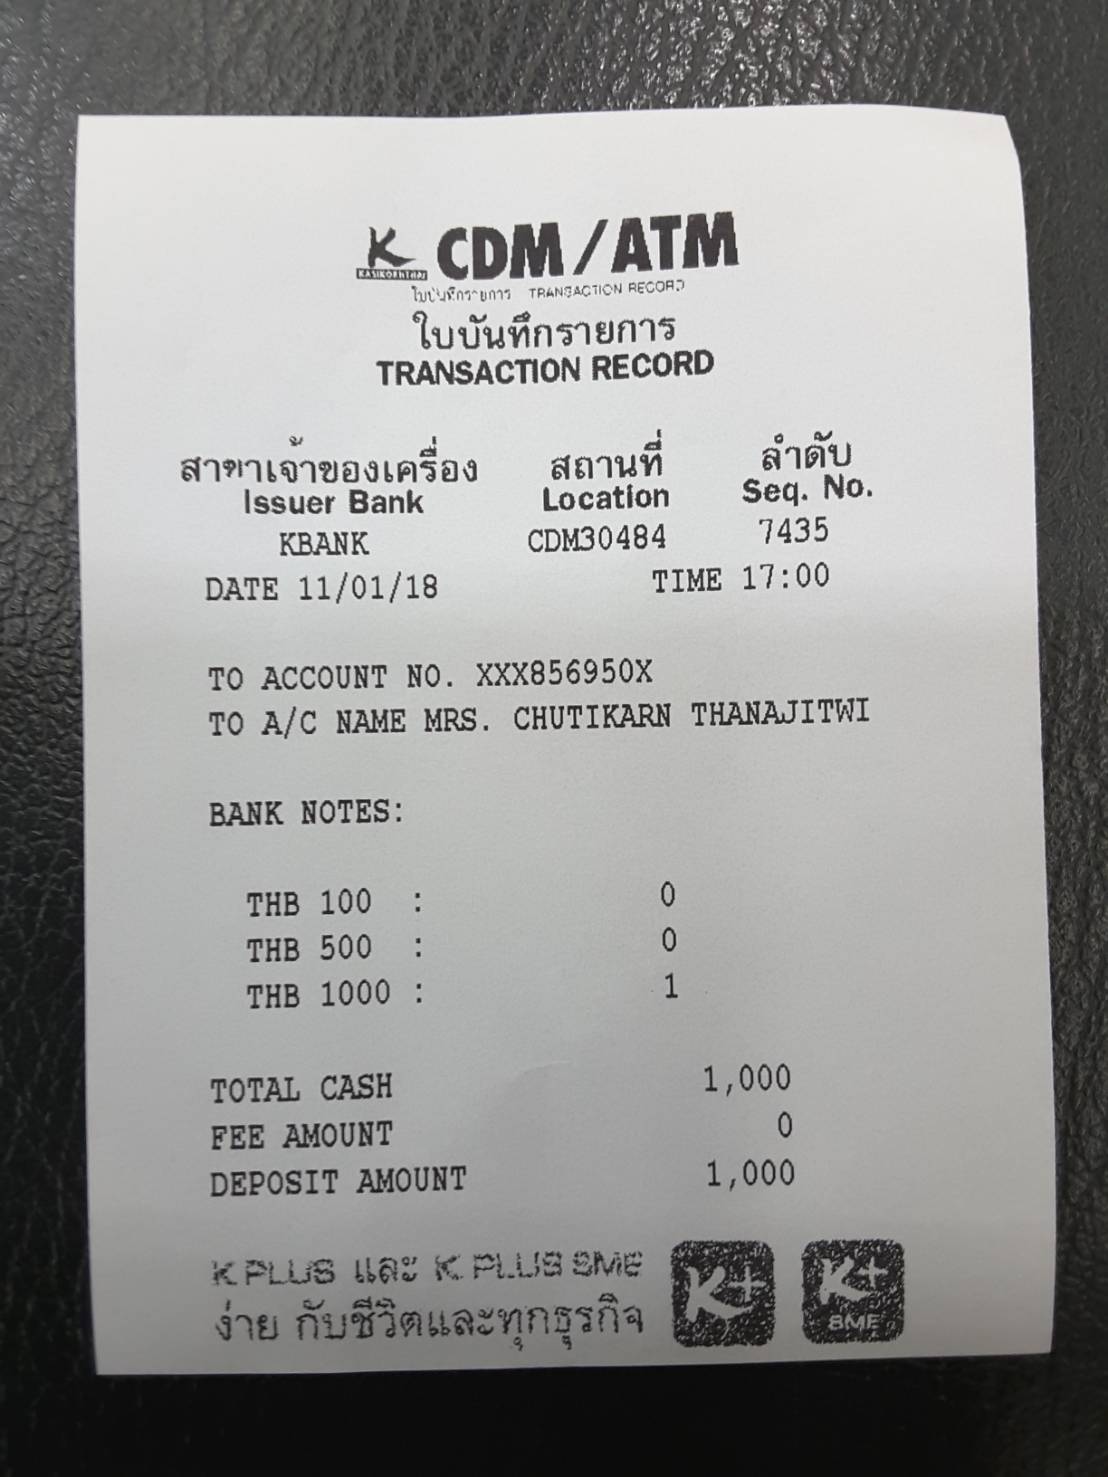 K CDM/ATM
KASIKORNTHAI
ใบบันทึกรายการ TRANSACTION RECORD
ใบบันทึกรายการ
TRANSACTION RECORD
สาขาเจ้าของเครื่อง สถานที่ ลำดับ
Issuer Bank Location Seq. No.
KBANK CDM30484 7435
DATE 11/01/18 TIME 17:00
TO ACCOUNT NO. XXX856950X
TO A/C NAME MRS. CHUTIKARN THANAJITWI
BANK NOTES:
THB 100 : 0
THB 500 : 0
THB 1000 : 1
TOTAL CASH 1,000
FEE AMOUNT 0
DEPOSIT AMOUNT 1,000
K PLUS และ K PLUS SME K+ K+
ง่าย กับชีวิตและทุกธุรกิจ SME